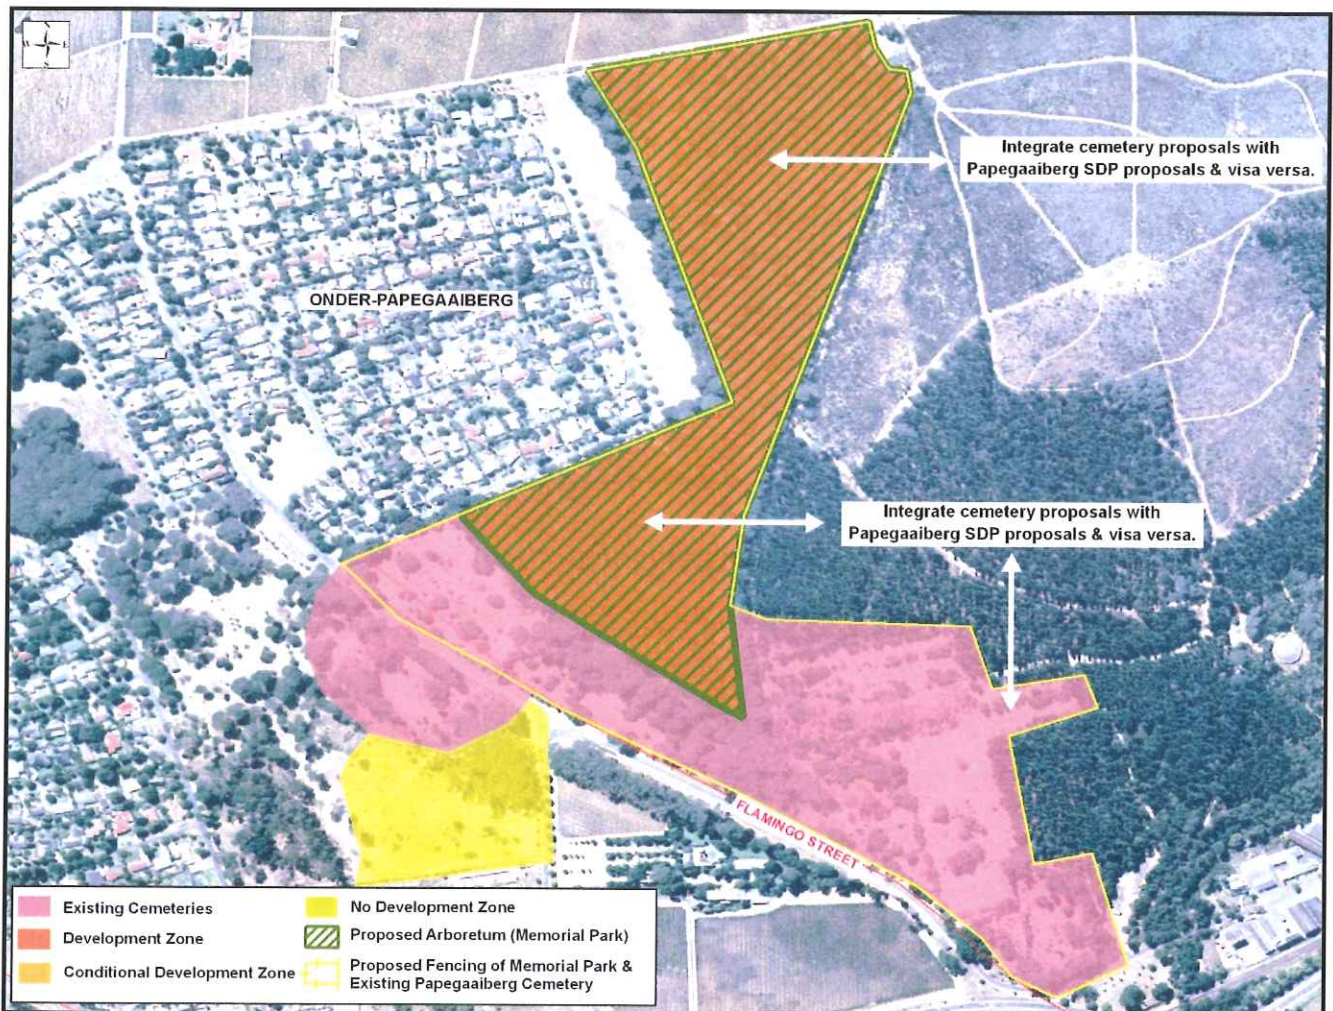 N
W E
S
Integrate cemetery proposals with
Papegaaiberg SDP proposals & visa versa.
ONDER-PAPEGAAIBERG
Integrate cemetery proposals with
Papegaaiberg SDP proposals & visa versa.
FLAMINGO STREET
Existing Cemeteries
Development Zone
Conditional Development Zone
No Development Zone
Proposed Arboretum (Memorial Park)
Proposed Fencing of Memorial Park &
Existing Papegaaiberg Cemetery